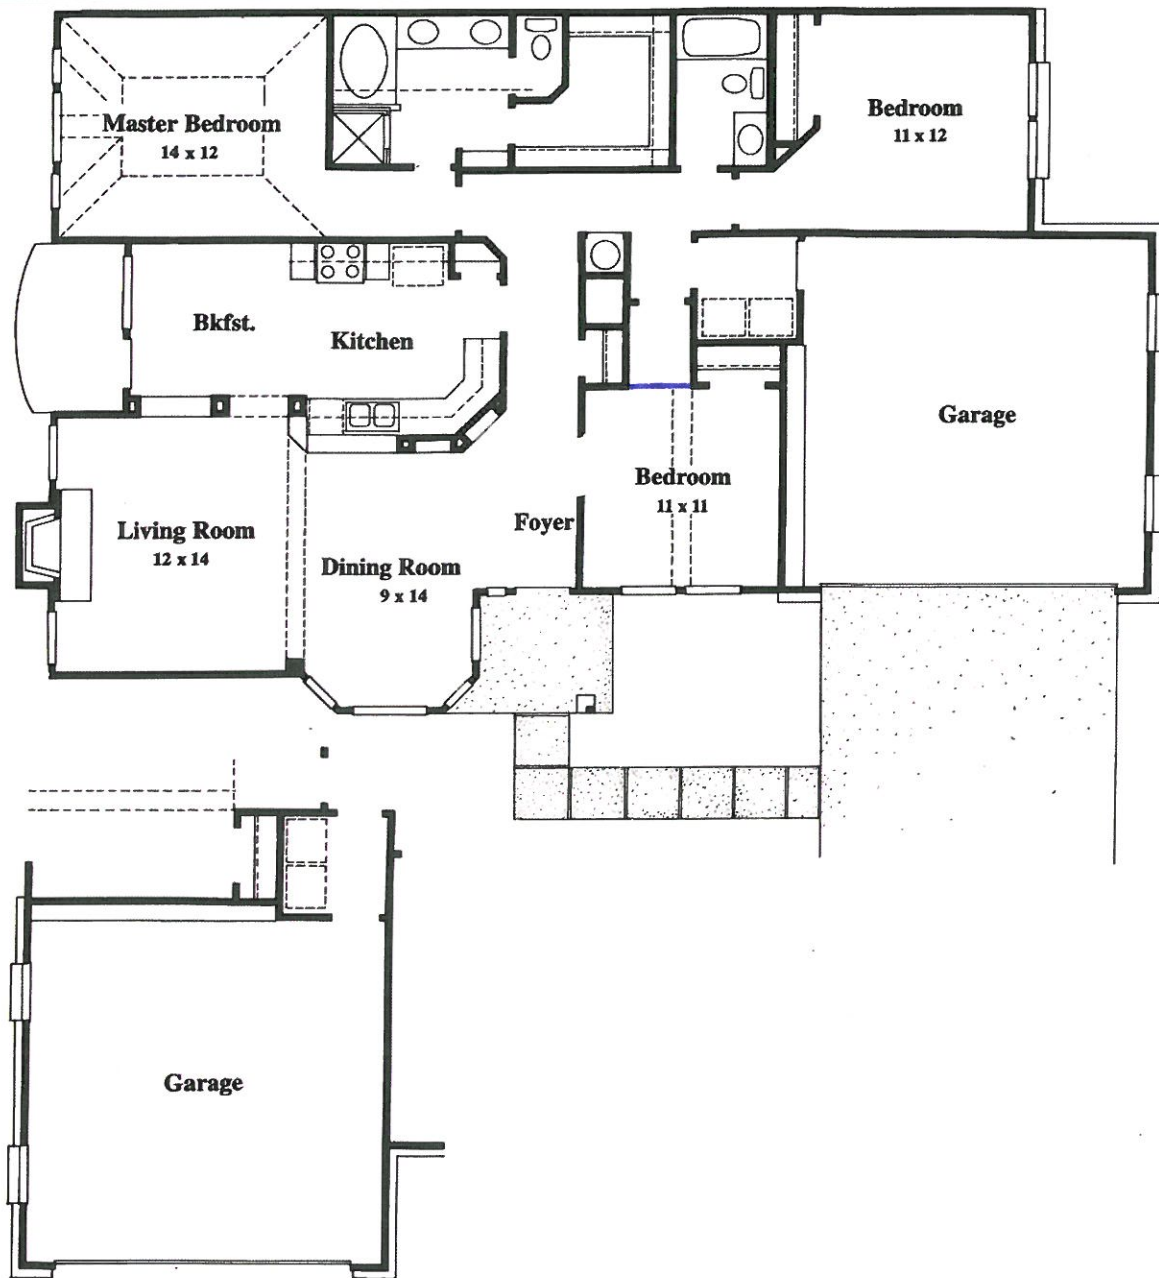 Master Bedroom
14 x 12
Bedroom
11 x 12
Bkfst.
Kitchen
Garage
Bedroom
11 x 11
Living Room
12 x 14
Foyer
Dining Room
9 x 14
Garage